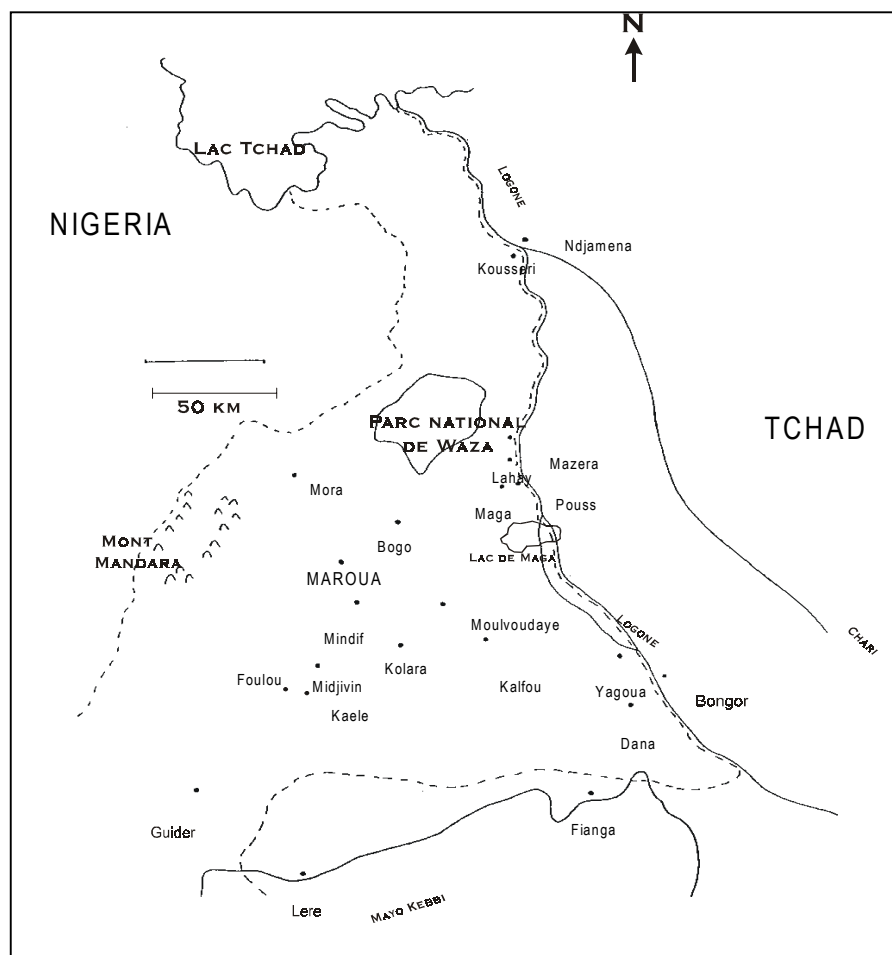 N
LAC TCHAD
LOGONE
NIGERIA
Ndjamena
Kousseri
50 KM
PARC NATIONAL
DE WAZA
TCHAD
Mazera
Lahay
Mora
Maga
Pouss
Bogo
MONT
MANDARA
LAC DE MAGA
MAROUA
Mindif
Moulvoudaye
LOGONE
CHARI
Kolara
Foulou
Midjivin
Kalfou
Yagoua
Bongor
Kaele
Dana
Guider
Fianga
Lere
MAYO KEBBI